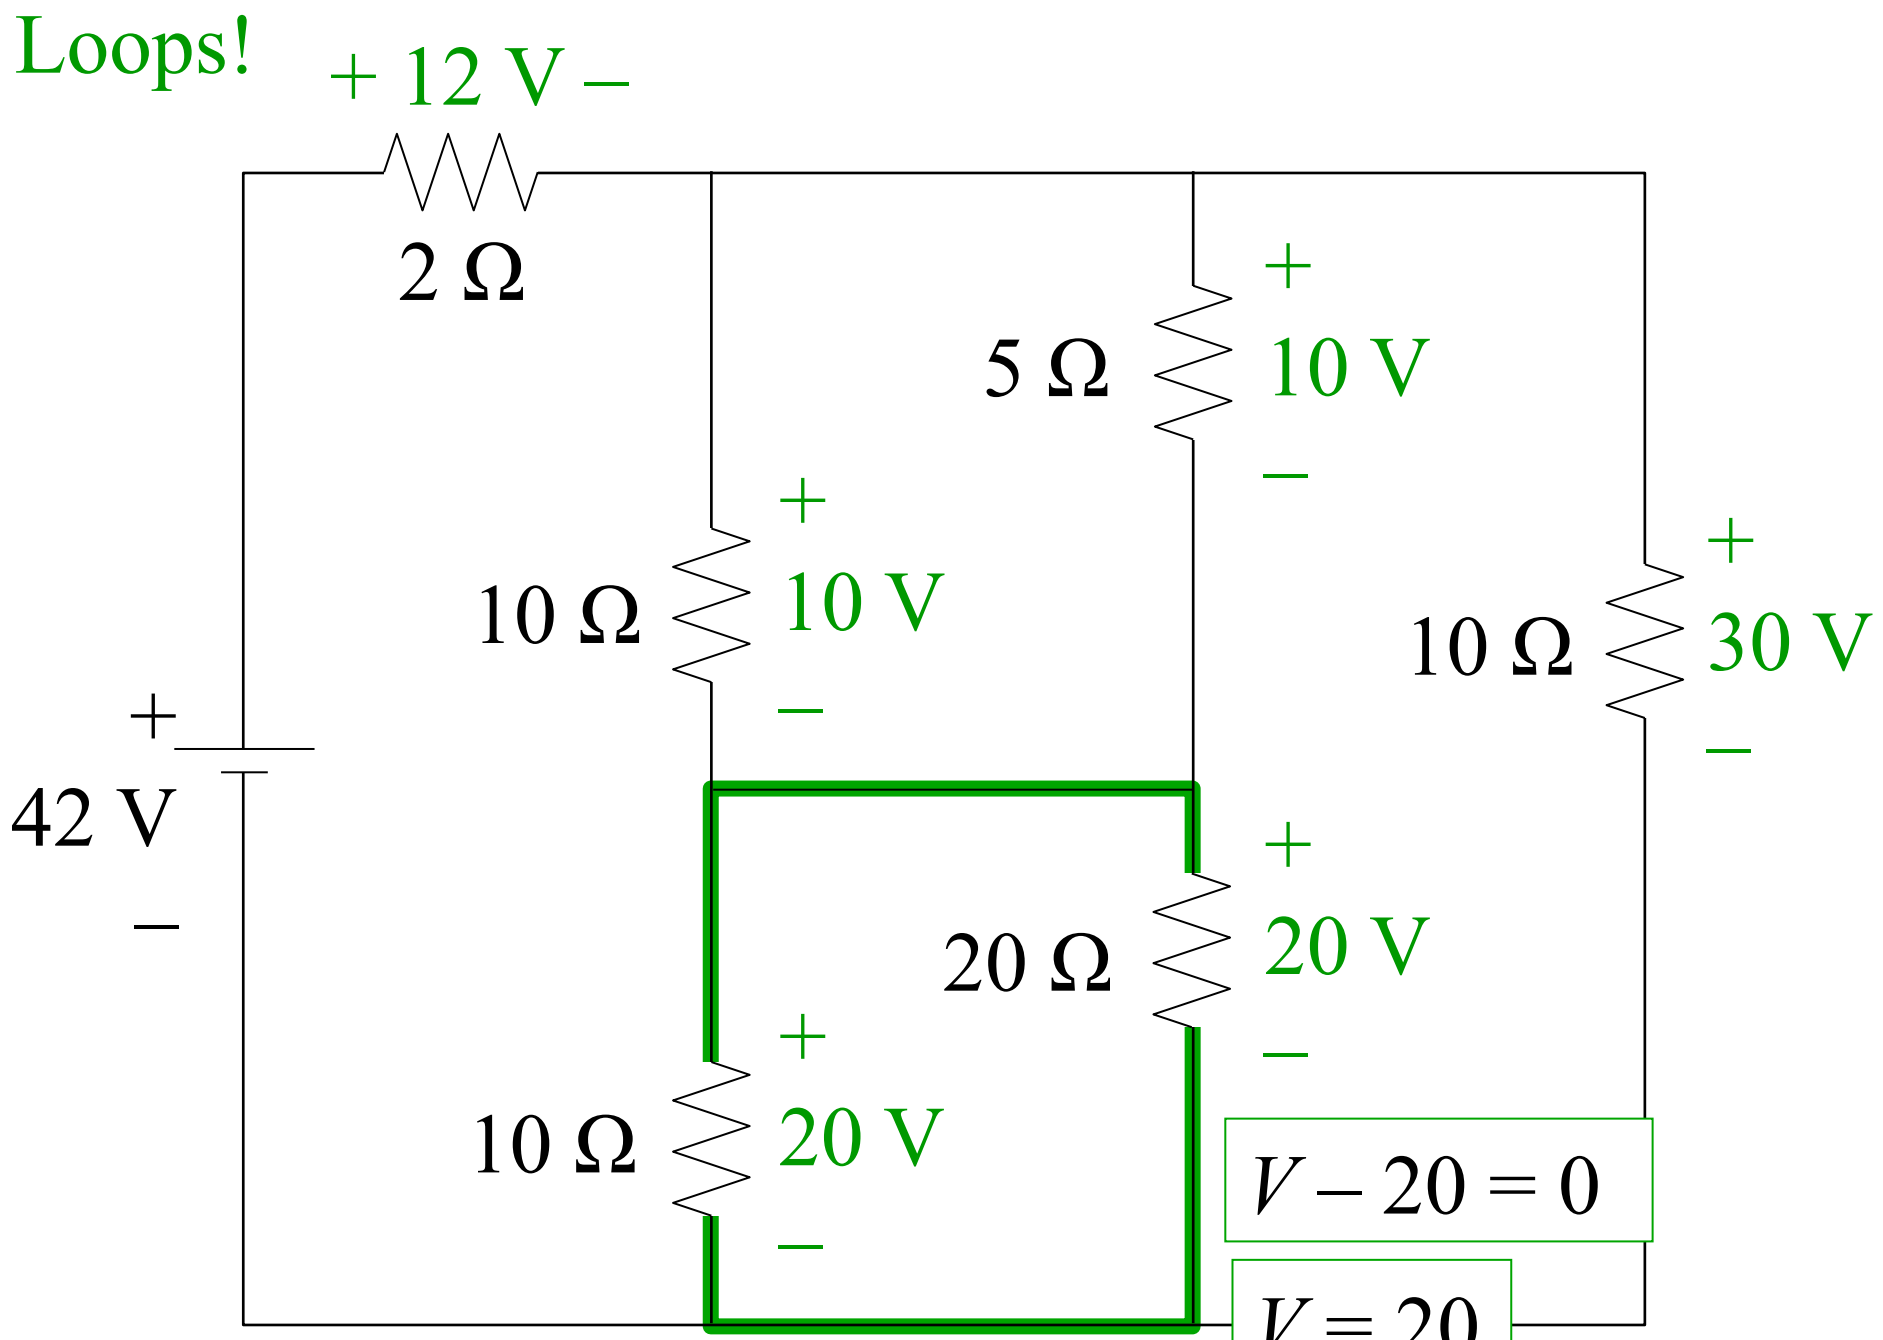 Loops!
+ 12 V –
2 Ω
+
5 Ω
10 V
–
+
10 Ω
10 V
–
+
10 Ω
30 V
–
+
42 V
–
+
20 Ω
20 V
–
+
10 Ω
20 V
–
V – 20 = 0
V = 20